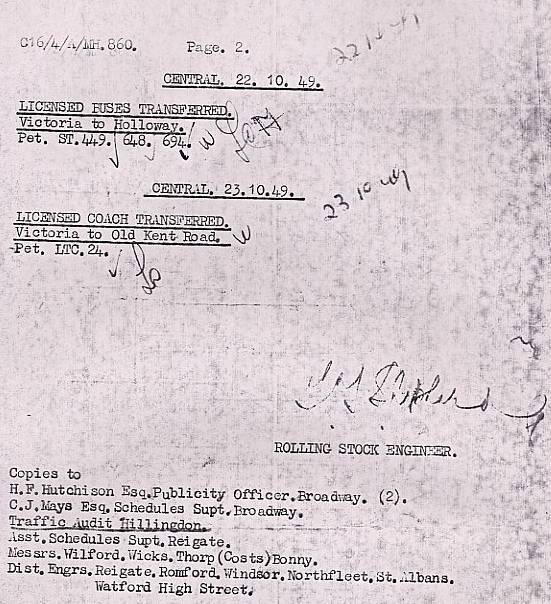 C16/4/A/MH.860. Page. 2.
22 10 49
CENTRAL. 22. 10. 49.
LICENSED BUSES TRANSFERRED.
Victoria to Holloway.
Pet. ST.449. 648. 694.
CENTRAL. 23.10.49.
23 10 49
LICENSED COACH TRANSFERRED.
Victoria to Old Kent Road.
Pet. LTC.24.
ROLLING STOCK ENGINEER.
Copies to
H.F.Hutchison Esq.Publicity Officer.Broadway. (2).
C.J.Mays Esq.Schedules Supt.Broadway.
Traffic Audit Hillingdon.
Asst.Schedules Supt.Reigate.
Messrs.Wilford.Wicks.Thorp(Costs)Bonny.
Dist.Engrs.Reigate.Romford.Windsor.Northfleet.St.Albans.
Watford High Street.